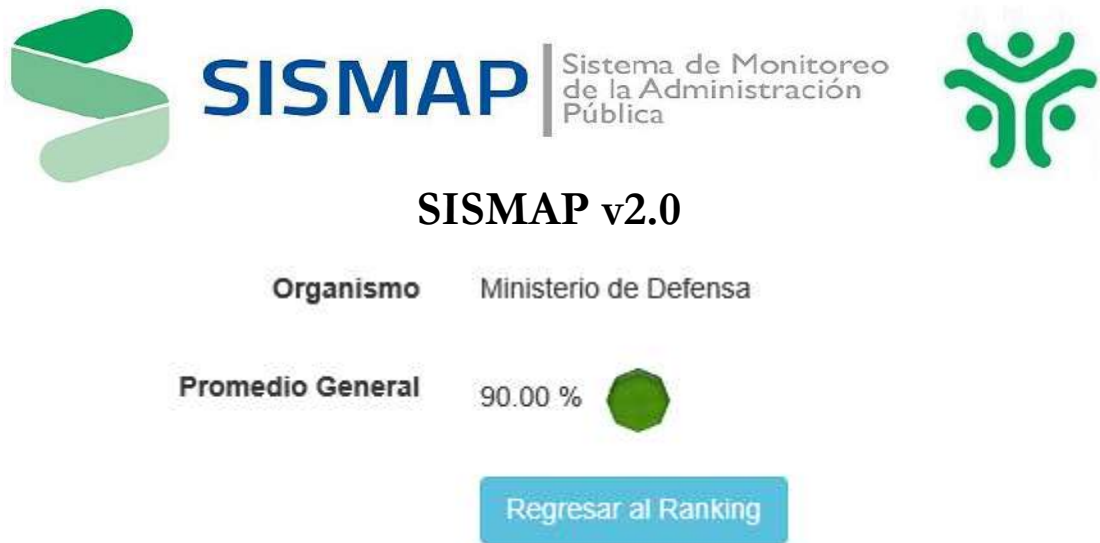 SISMAP
Sistema de Monitoreo
de la Administración
Pública
SISMAP v2.0
Organismo Ministerio de Defensa
Promedio General 90.00 %
Regresar al Ranking